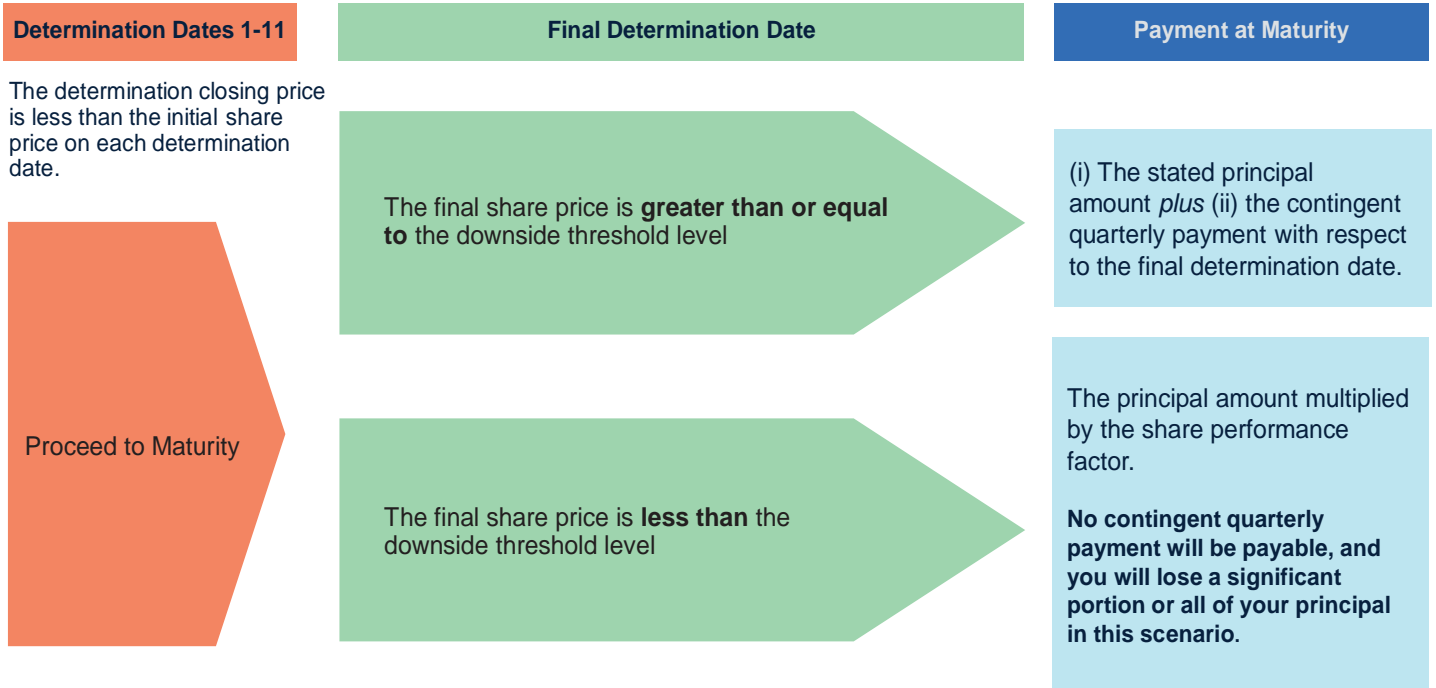 Determination Dates 1-11
Final Determination Date
Payment at Maturity
The determination closing price
is less than the initial share
price on each determination
date.
Proceed to Maturity
The final share price is greater than or equal
to the downside threshold level
(i) The stated principal
amount plus (ii) the contingent
quarterly payment with respect
to the final determination date.
The final share price is less than the
downside threshold level
The principal amount multiplied
by the share performance
factor.
No contingent quarterly
payment will be payable, and
you will lose a significant
portion or all of your principal
in this scenario.